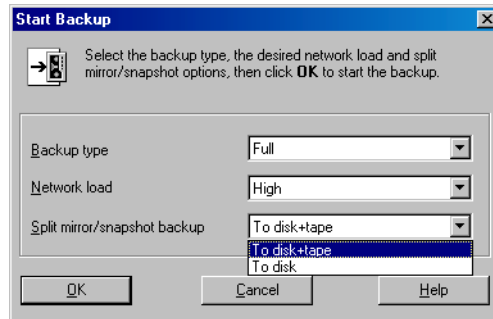 Start Backup
Select the backup type, the desired network load and split
mirror/snapshot options, then click OK to start the backup.
Backup type
Full
Network load
High
Split mirror/snapshot backup
To disk+tape
To disk+tape
To disk
OK
Cancel
Help